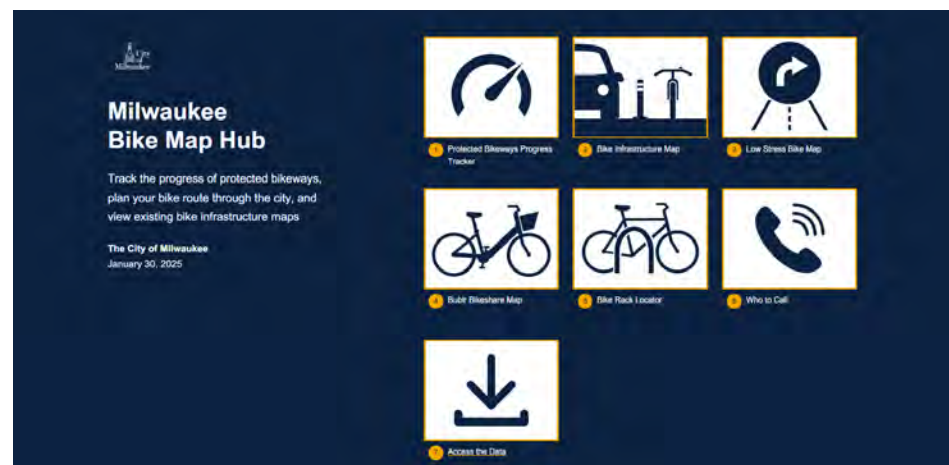 City
Milwaukee
Milwaukee
Bike Map Hub
Track the progress of protected bikeways,
plan your bike route through the city, and
view existing bike infrastructure maps
The City of Milwaukee
January 30, 2025
1 Protected Bikeways Progress
Tracker
2 Bike Infrastructure Map
3 Low Stress Bike Map
4 Bublr Bikeshare Map
5 Bike Rack Locator
6 Who to Call
7 Access the Data